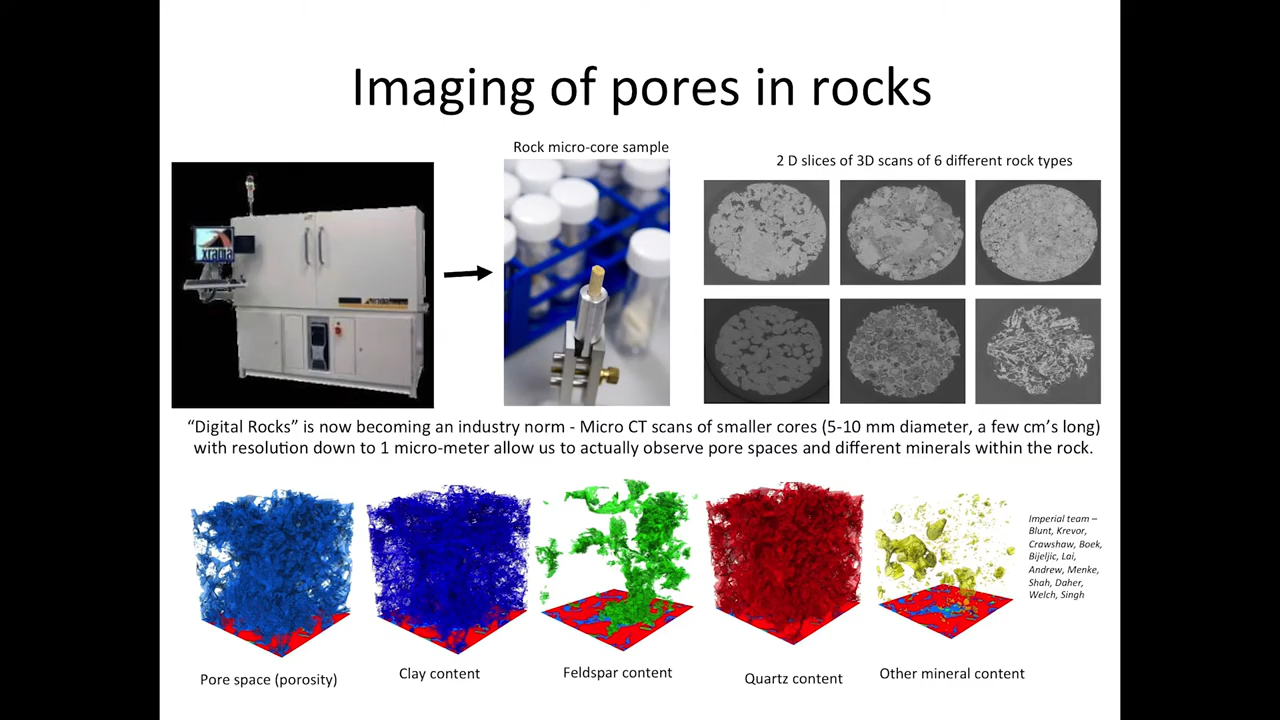 Imaging of pores in rocks
Rock micro-core sample
2 D slices of 3D scans of 6 different rock types
xradia
“Digital Rocks” is now becoming an industry norm - Micro CT scans of smaller cores (5-10 mm diameter, a few cm’s long)
with resolution down to 1 micro-meter allow us to actually observe pore spaces and different minerals within the rock.
Imperial team –
Blunt, Krevor,
Crawshaw, Boek,
Bijeljic, Lai,
Andrew, Menke,
Shah, Daher,
Welch, Singh
Pore space (porosity)
Clay content
Feldspar content
Quartz content
Other mineral content